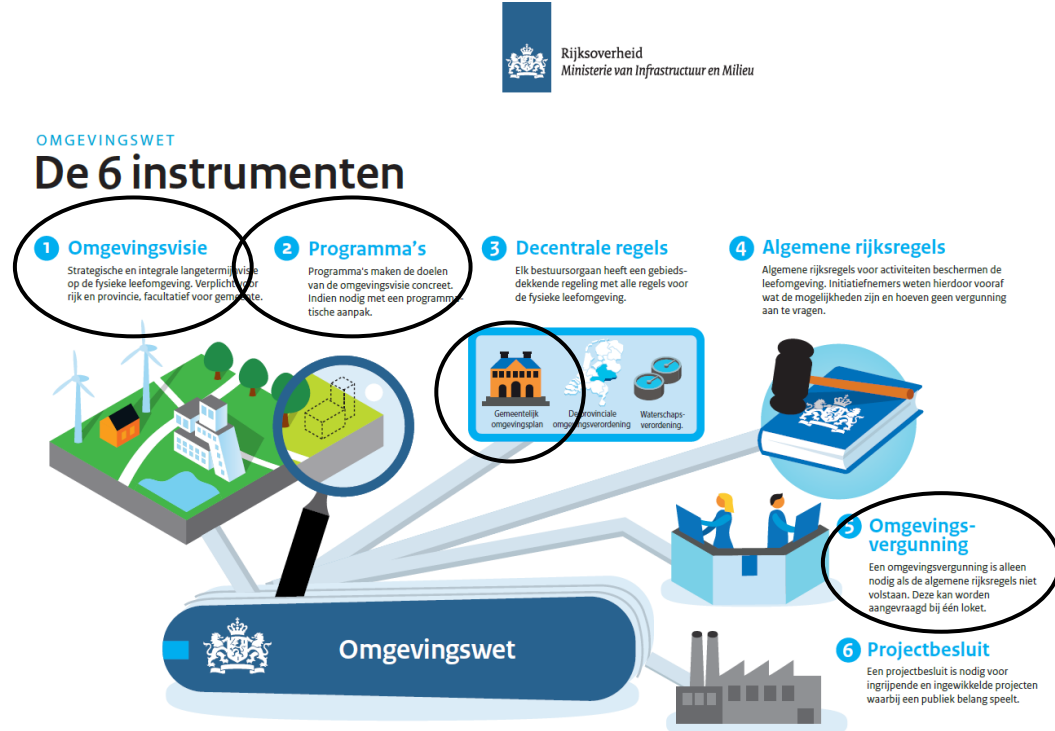 Rijksoverheid
Ministerie van Infrastructuur en Milieu
OMGEVINGSWET
De 6 instrumenten
1 Omgevingsvisie
Strategische en integrale langetermijnvisie
op de fysieke leefomgeving. Verplicht voor
rijk en provincie, facultatief voor gemeente.
2 Programma's
Programma's maken de doelen
van de omgevingsvisie concreet.
Indien nodig met een programma-
tische aanpak.
3 Decentrale regels
Elk bestuursorgaan heeft een gebieds-
dekkende regeling met alle regels voor
de fysieke leefomgeving.
Gemeentelijk
omgevingsplan
De provinciale
omgevingsverordening
Waterschaps-
verordening.
4 Algemene rijksregels
Algemene rijksregels voor activiteiten beschermen de
leefomgeving. Initiatiefnemers weten hierdoor vooraf
wat de mogelijkheden zijn en hoeven geen vergunning
aan te vragen.
5 Omgevings-
vergunning
Een omgevingsvergunning is alleen
nodig als de algemene rijksregels niet
volstaan. Deze kan worden
aangevraagd bij één loket.
6 Projectbesluit
Een projectbesluit is nodig voor
ingrijpende en ingewikkelde projecten
waarbij een publiek belang speelt.
Omgevingswet